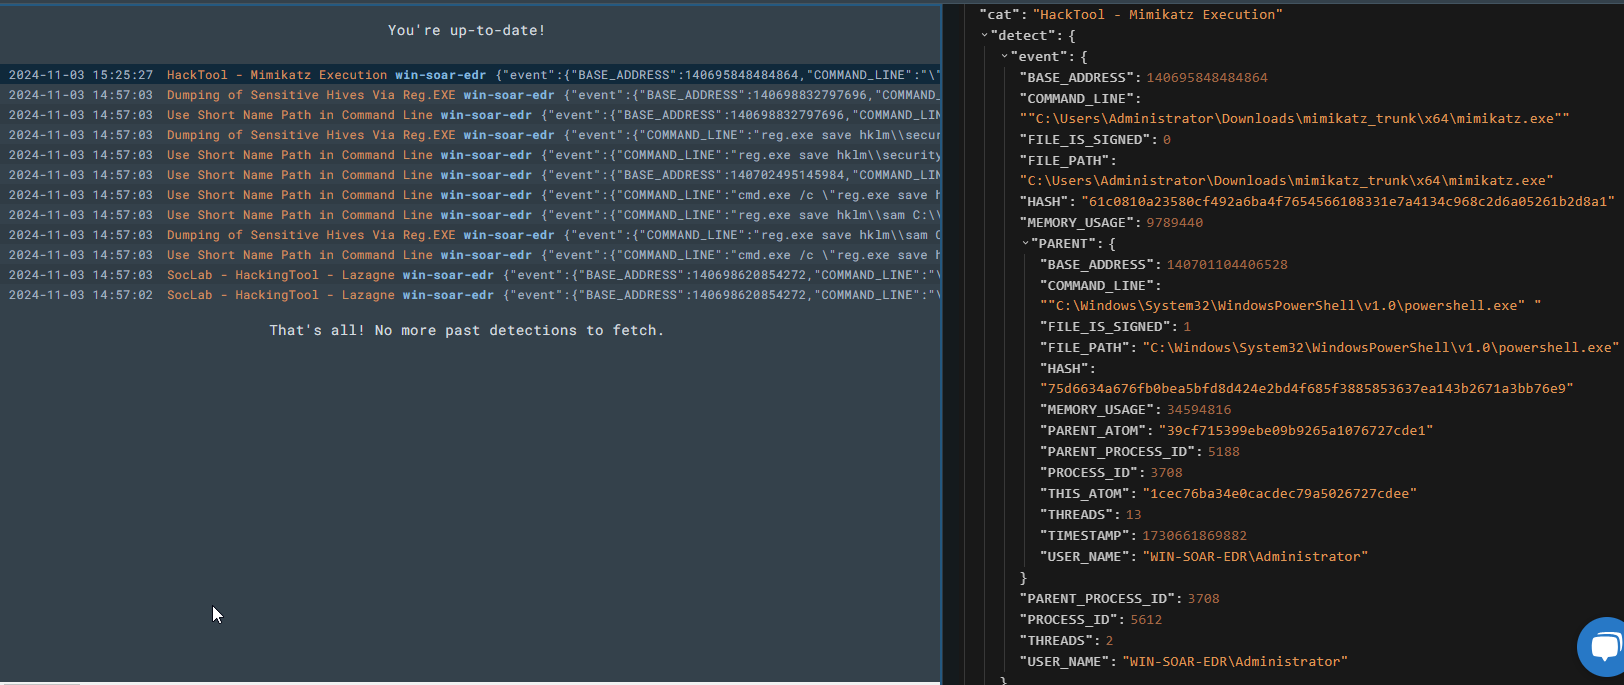 You're up-to-date!
2024-11-03 15:25:27 HackTool - Mimikatz Execution win-soar-edr {"event":{"BASE_ADDRESS":140695848484864,"COMMAND_LINE":"\"
2024-11-03 14:57:03 Dumping of Sensitive Hives Via Reg.EXE win-soar-edr {"event":{"BASE_ADDRESS":140698832797696,"COMMAND_
2024-11-03 14:57:03 Use Short Name Path in Command Line win-soar-edr {"event":{"BASE_ADDRESS":140698832797696,"COMMAND_LIN
2024-11-03 14:57:03 Dumping of Sensitive Hives Via Reg.EXE win-soar-edr {"event":{"COMMAND_LINE":"reg.exe save hklm\\secur
2024-11-03 14:57:03 Use Short Name Path in Command Line win-soar-edr {"event":{"COMMAND_LINE":"reg.exe save hklm\\security
2024-11-03 14:57:03 Use Short Name Path in Command Line win-soar-edr {"event":{"BASE_ADDRESS":140702495145984,"COMMAND_LIN
2024-11-03 14:57:03 Use Short Name Path in Command Line win-soar-edr {"event":{"COMMAND_LINE":"cmd.exe /c \"reg.exe save h
2024-11-03 14:57:03 Use Short Name Path in Command Line win-soar-edr {"event":{"COMMAND_LINE":"reg.exe save hklm\\sam C:\\
2024-11-03 14:57:03 Dumping of Sensitive Hives Via Reg.EXE win-soar-edr {"event":{"COMMAND_LINE":"reg.exe save hklm\\sam C
2024-11-03 14:57:03 Use Short Name Path in Command Line win-soar-edr {"event":{"COMMAND_LINE":"cmd.exe /c \"reg.exe save h
2024-11-03 14:57:03 SocLab - HackingTool - Lazagne win-soar-edr {"event":{"BASE_ADDRESS":140698620854272,"COMMAND_LINE":"\
2024-11-03 14:57:02 SocLab - HackingTool - Lazagne win-soar-edr {"event":{"BASE_ADDRESS":140698620854272,"COMMAND_LINE":"\
That's all! No more past detections to fetch.
"cat": "HackTool - Mimikatz Execution"
"detect": {
"event": {
"BASE_ADDRESS": 140695848484864
"COMMAND_LINE":
""C:\Users\Administrator\Downloads\mimikatz_trunk\x64\mimikatz.exe""
"FILE_IS_SIGNED": 0
"FILE_PATH":
"C:\Users\Administrator\Downloads\mimikatz_trunk\x64\mimikatz.exe"
"HASH": "61c0810a23580cf492a6ba4f7654566108331e7a4134c968c2d6a05261b2d8a1"
"MEMORY_USAGE": 9789440
"PARENT": {
"BASE_ADDRESS": 140701104406528
"COMMAND_LINE":
""C:\Windows\System32\WindowsPowerShell\v1.0\powershell.exe" "
"FILE_IS_SIGNED": 1
"FILE_PATH": "C:\Windows\System32\WindowsPowerShell\v1.0\powershell.exe"
"HASH":
"75d6634a676fb0bea5bfd8d424e2bd4f685f3885853637ea143b2671a3bb76e9"
"MEMORY_USAGE": 34594816
"PARENT_ATOM": "39cf715399ebe09b9265a1076727cde1"
"PARENT_PROCESS_ID": 5188
"PROCESS_ID": 3708
"THIS_ATOM": "1cec76ba34e0cacdec79a5026727cdee"
"THREADS": 13
"TIMESTAMP": 1730661869882
"USER_NAME": "WIN-SOAR-EDR\Administrator"
}
"PARENT_PROCESS_ID": 3708
"PROCESS_ID": 5612
"THREADS": 2
"USER_NAME": "WIN-SOAR-EDR\Administrator"
}